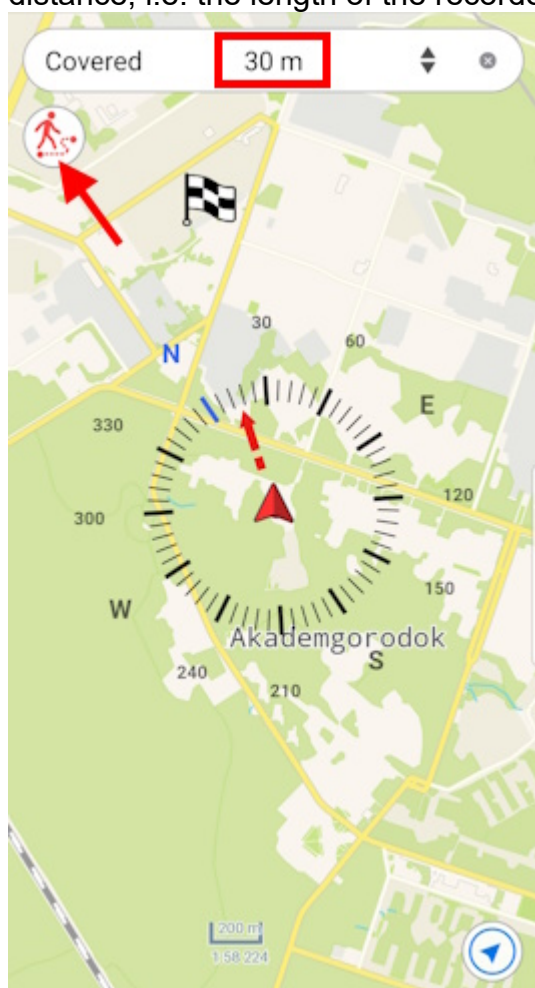 distance, i.e. the length of the recorde
Covered 30 m
30
N
60
E
330
120
300
150
W
Akademgorodok
S
240
210
200 m
1:58 224